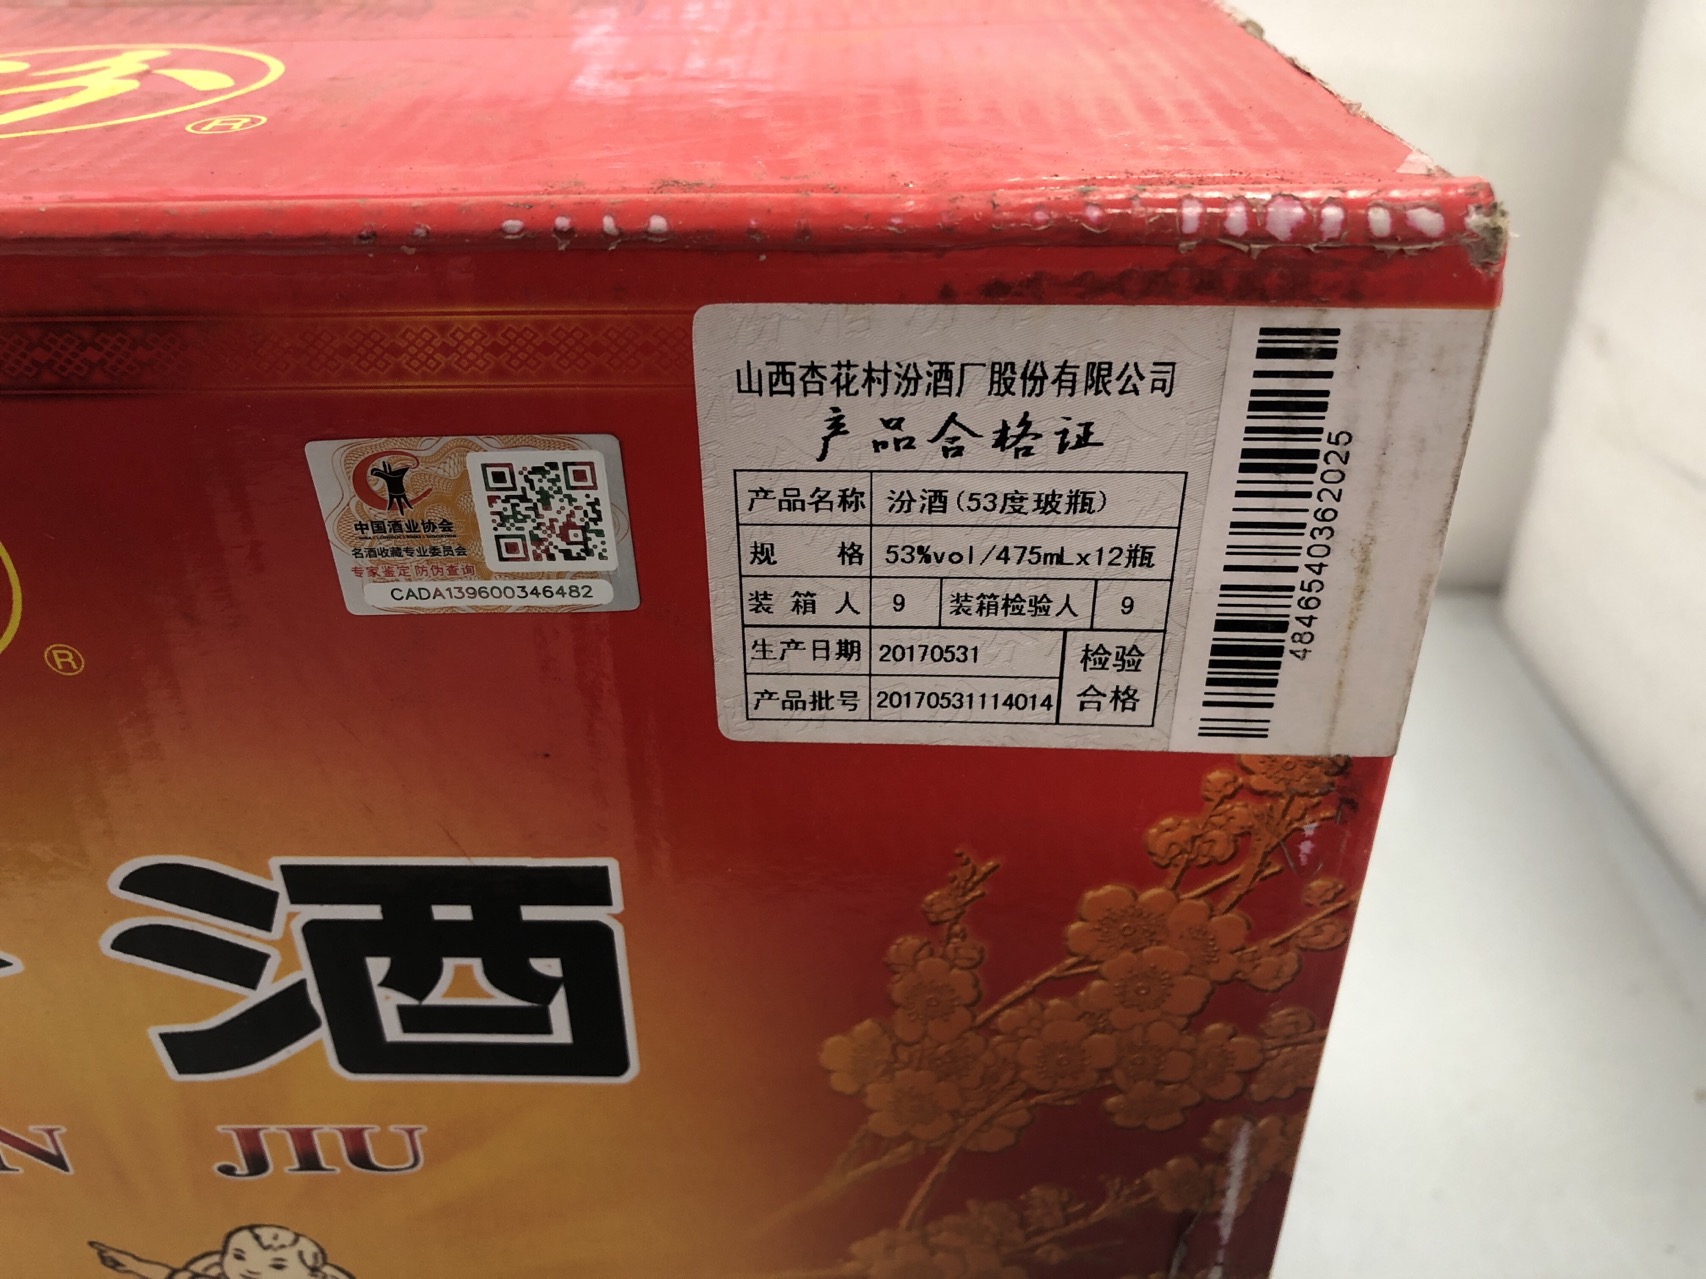 汾
®
山西杏花村汾酒厂股份有限公司
产品合格证
产品名称 汾酒(53度玻瓶)
规 格 53%vol/475mLx12瓶
装 箱 人 9 装箱检验人 9
生产日期 20170531 检验
产品批号 20170531114014 合格
4846540362025
中国酒业协会
名酒收藏专业委员会
专家鉴定 防伪查询
CADA139600346482
®
酒
N JIU